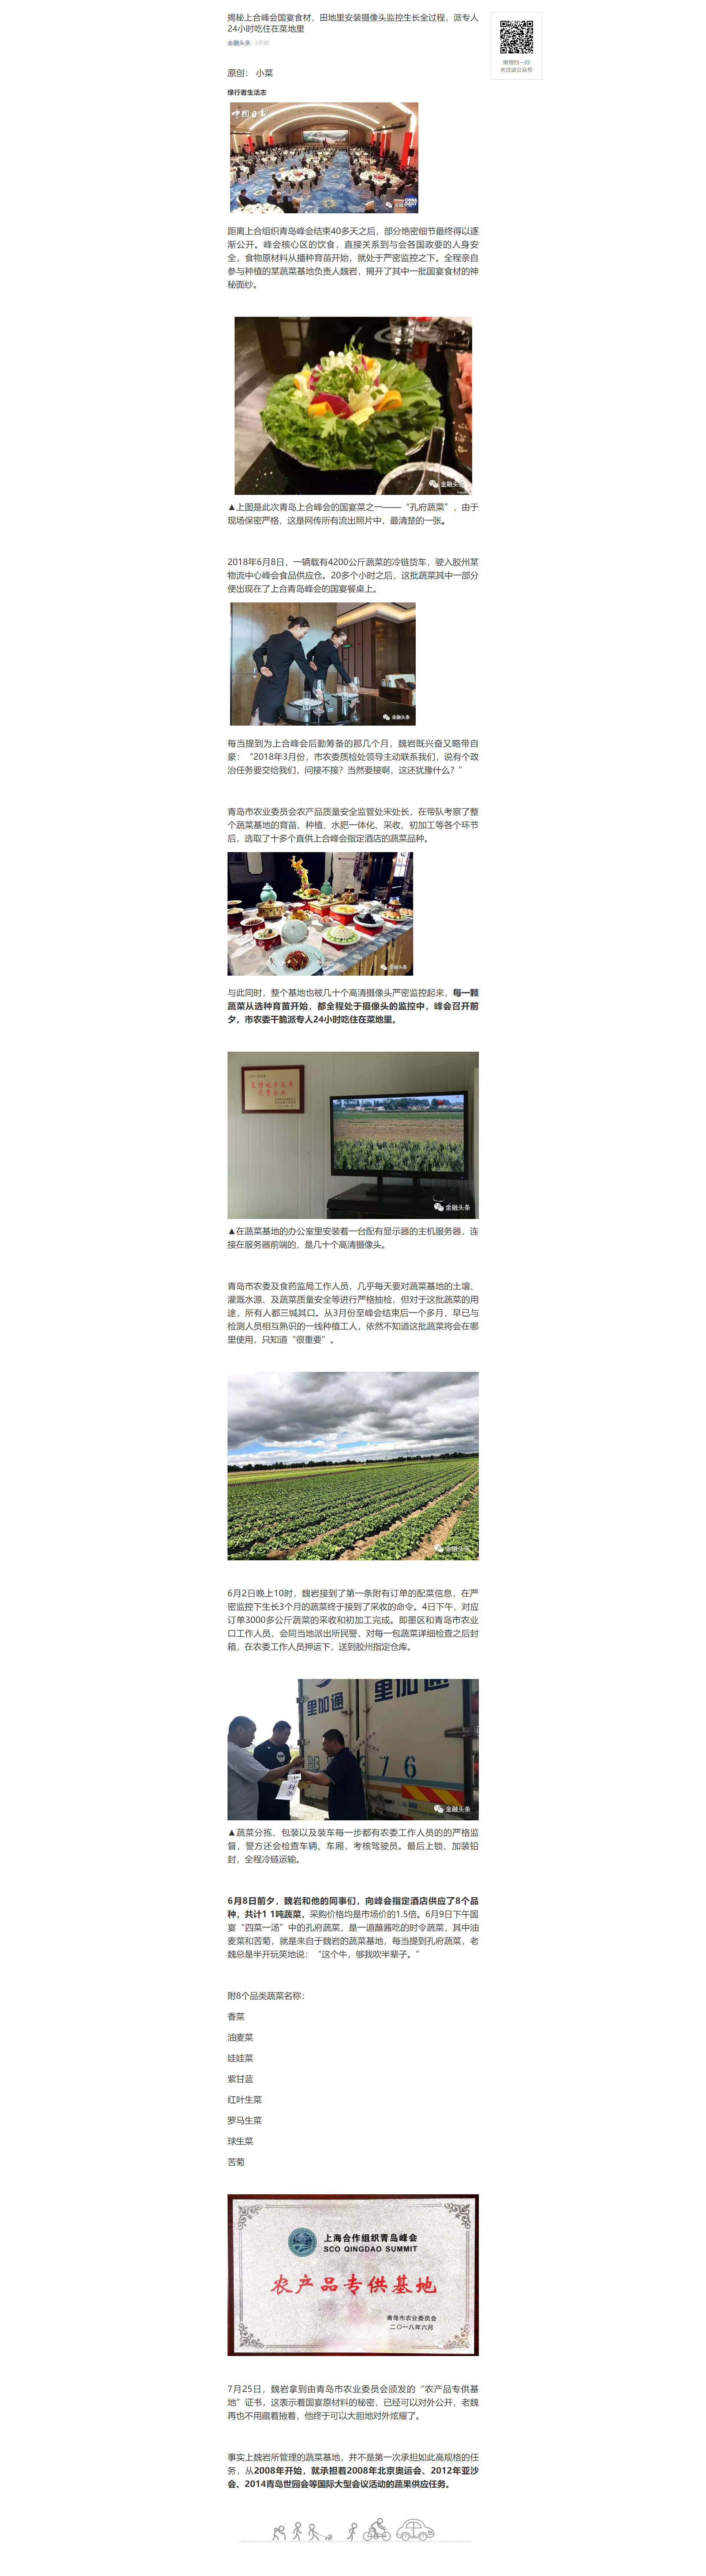 揭秘上合峰会国宴食材，田地里安装摄像头监控生长全过程，派专人
24小时吃住在菜地里
金融头条 3天前
微信扫一扫
关注该公众号
原创： 小菜
绿行者生活志
中国日报
CHINA DAILY
金融头条
距离上合组织青岛峰会结束40多天之后，部分绝密细节最终得以逐
渐公开。峰会核心区的饮食，直接关系到与会各国政要的人身安
全，食物原材料从播种育苗开始，就处于严密监控之下。全程亲自
参与种植的某蔬菜基地负责人魏岩，揭开了其中一批国宴食材的神
秘面纱。
金融头条
▲上图是此次青岛上合峰会的国宴菜之一——“孔府蔬菜”，由于
现场保密严格，这是网传所有流出照片中，最清楚的一张。
2018年6月8日，一辆载有4200公斤蔬菜的冷链货车，驶入胶州某
物流中心峰会食品供应仓。20多个小时之后，这批蔬菜其中一部分
便出现在了上合青岛峰会的国宴餐桌上。
金融头条
每当提到为上合峰会后勤筹备的那几个月，魏岩既兴奋又略带自
豪：“2018年3月份，市农委质检处领导主动联系我们，说有个政
治任务要交给我们，问接不接？当然要接啊，这还犹豫什么？”
青岛市农业委员会农产品质量安全监管处宋处长，在带队考察了整
个蔬菜基地的育苗、种植、水肥一体化、采收、初加工等各个环节
后，选取了十多个直供上合峰会指定酒店的蔬菜品种。
金融头条
与此同时，整个基地也被几十个高清摄像头严密监控起来，每一颗
蔬菜从选种育苗开始，都全程处于摄像头的监控中，峰会召开前
夕，市农委干脆派专人24小时吃住在菜地里。
金融头条
▲在蔬菜基地的办公室里安装着一台配有显示器的主机服务器，连
接在服务器前端的，是几十个高清摄像头。
青岛市农委及食药监局工作人员，几乎每天要对蔬菜基地的土壤、
灌溉水源、及蔬菜质量安全等进行严格抽检，但对于这批蔬菜的用
途，所有人都三缄其口。从3月份至峰会结束后一个多月，早已与
检测人员相互熟识的一线种植工人，依然不知道这批蔬菜将会在哪
里使用，只知道“很重要”。
金融头条
6月2日晚上10时，魏岩接到了第一条附有订单的配菜信息，在严
密监控下生长3个月的蔬菜终于接到了采收的命令。4日下午，对应
订单3000多公斤蔬菜的采收和初加工完成。即墨区和青岛市农业
口工作人员，会同当地派出所民警，对每一包蔬菜详细检查之后封
箱，在农委工作人员押运下，送到胶州指定仓库。
里加通
76
封条
金融头条
▲蔬菜分拣，包装以及装车每一步都有农委工作人员的的严格监
督，警方还会检查车辆、车厢，考核驾驶员。最后上锁、加装铅
封，全程冷链运输。
6月8日前夕，魏岩和他的同事们，向峰会指定酒店供应了8个品
种，共计1 1吨蔬菜，采购价格均是市场价的1.5倍。6月9日下午国
宴“四菜一汤”中的孔府蔬菜，是一道蘸酱吃的时令蔬菜，其中油
麦菜和苦菊，就是来自于魏岩的蔬菜基地，每当提到孔府蔬菜，老
魏总是半开玩笑地说：“这个牛，够我吹半辈子。”
附8个品类蔬菜名称：
香菜
油麦菜
娃娃菜
紫甘蓝
红叶生菜
罗马生菜
球生菜
苦菊
上海合作组织青岛峰会
SCO QINGDAO SUMMIT
农产品专供基地
青岛市农业委员会
二〇一八年六月
7月25日，魏岩拿到由青岛市农业委员会颁发的“农产品专供基
地”证书，这表示着国宴原材料的秘密，已经可以对外公开，老魏
再也不用藏着掖着，他终于可以大胆地对外炫耀了。
事实上魏岩所管理的蔬菜基地，并不是第一次承担如此高规格的任
务，从2008年开始，就承担着2008年北京奥运会、2012年亚沙
会、2014青岛世园会等国际大型会议活动的蔬果供应任务。